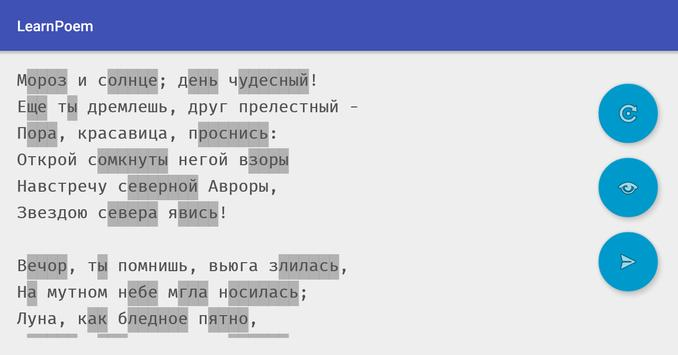 LearnPoem
Мороз и солнце; день чудесный!
Еще ты дремлешь, друг прелестный -
Пора, красавица, проснись:
Открой сомкнуты негой взоры
Навстречу северной Авроры,
Звездою севера явись!
Вечор, ты помнишь, вьюга злилась,
На мутном небе мгла носилась;
Луна, как бледное пятно,